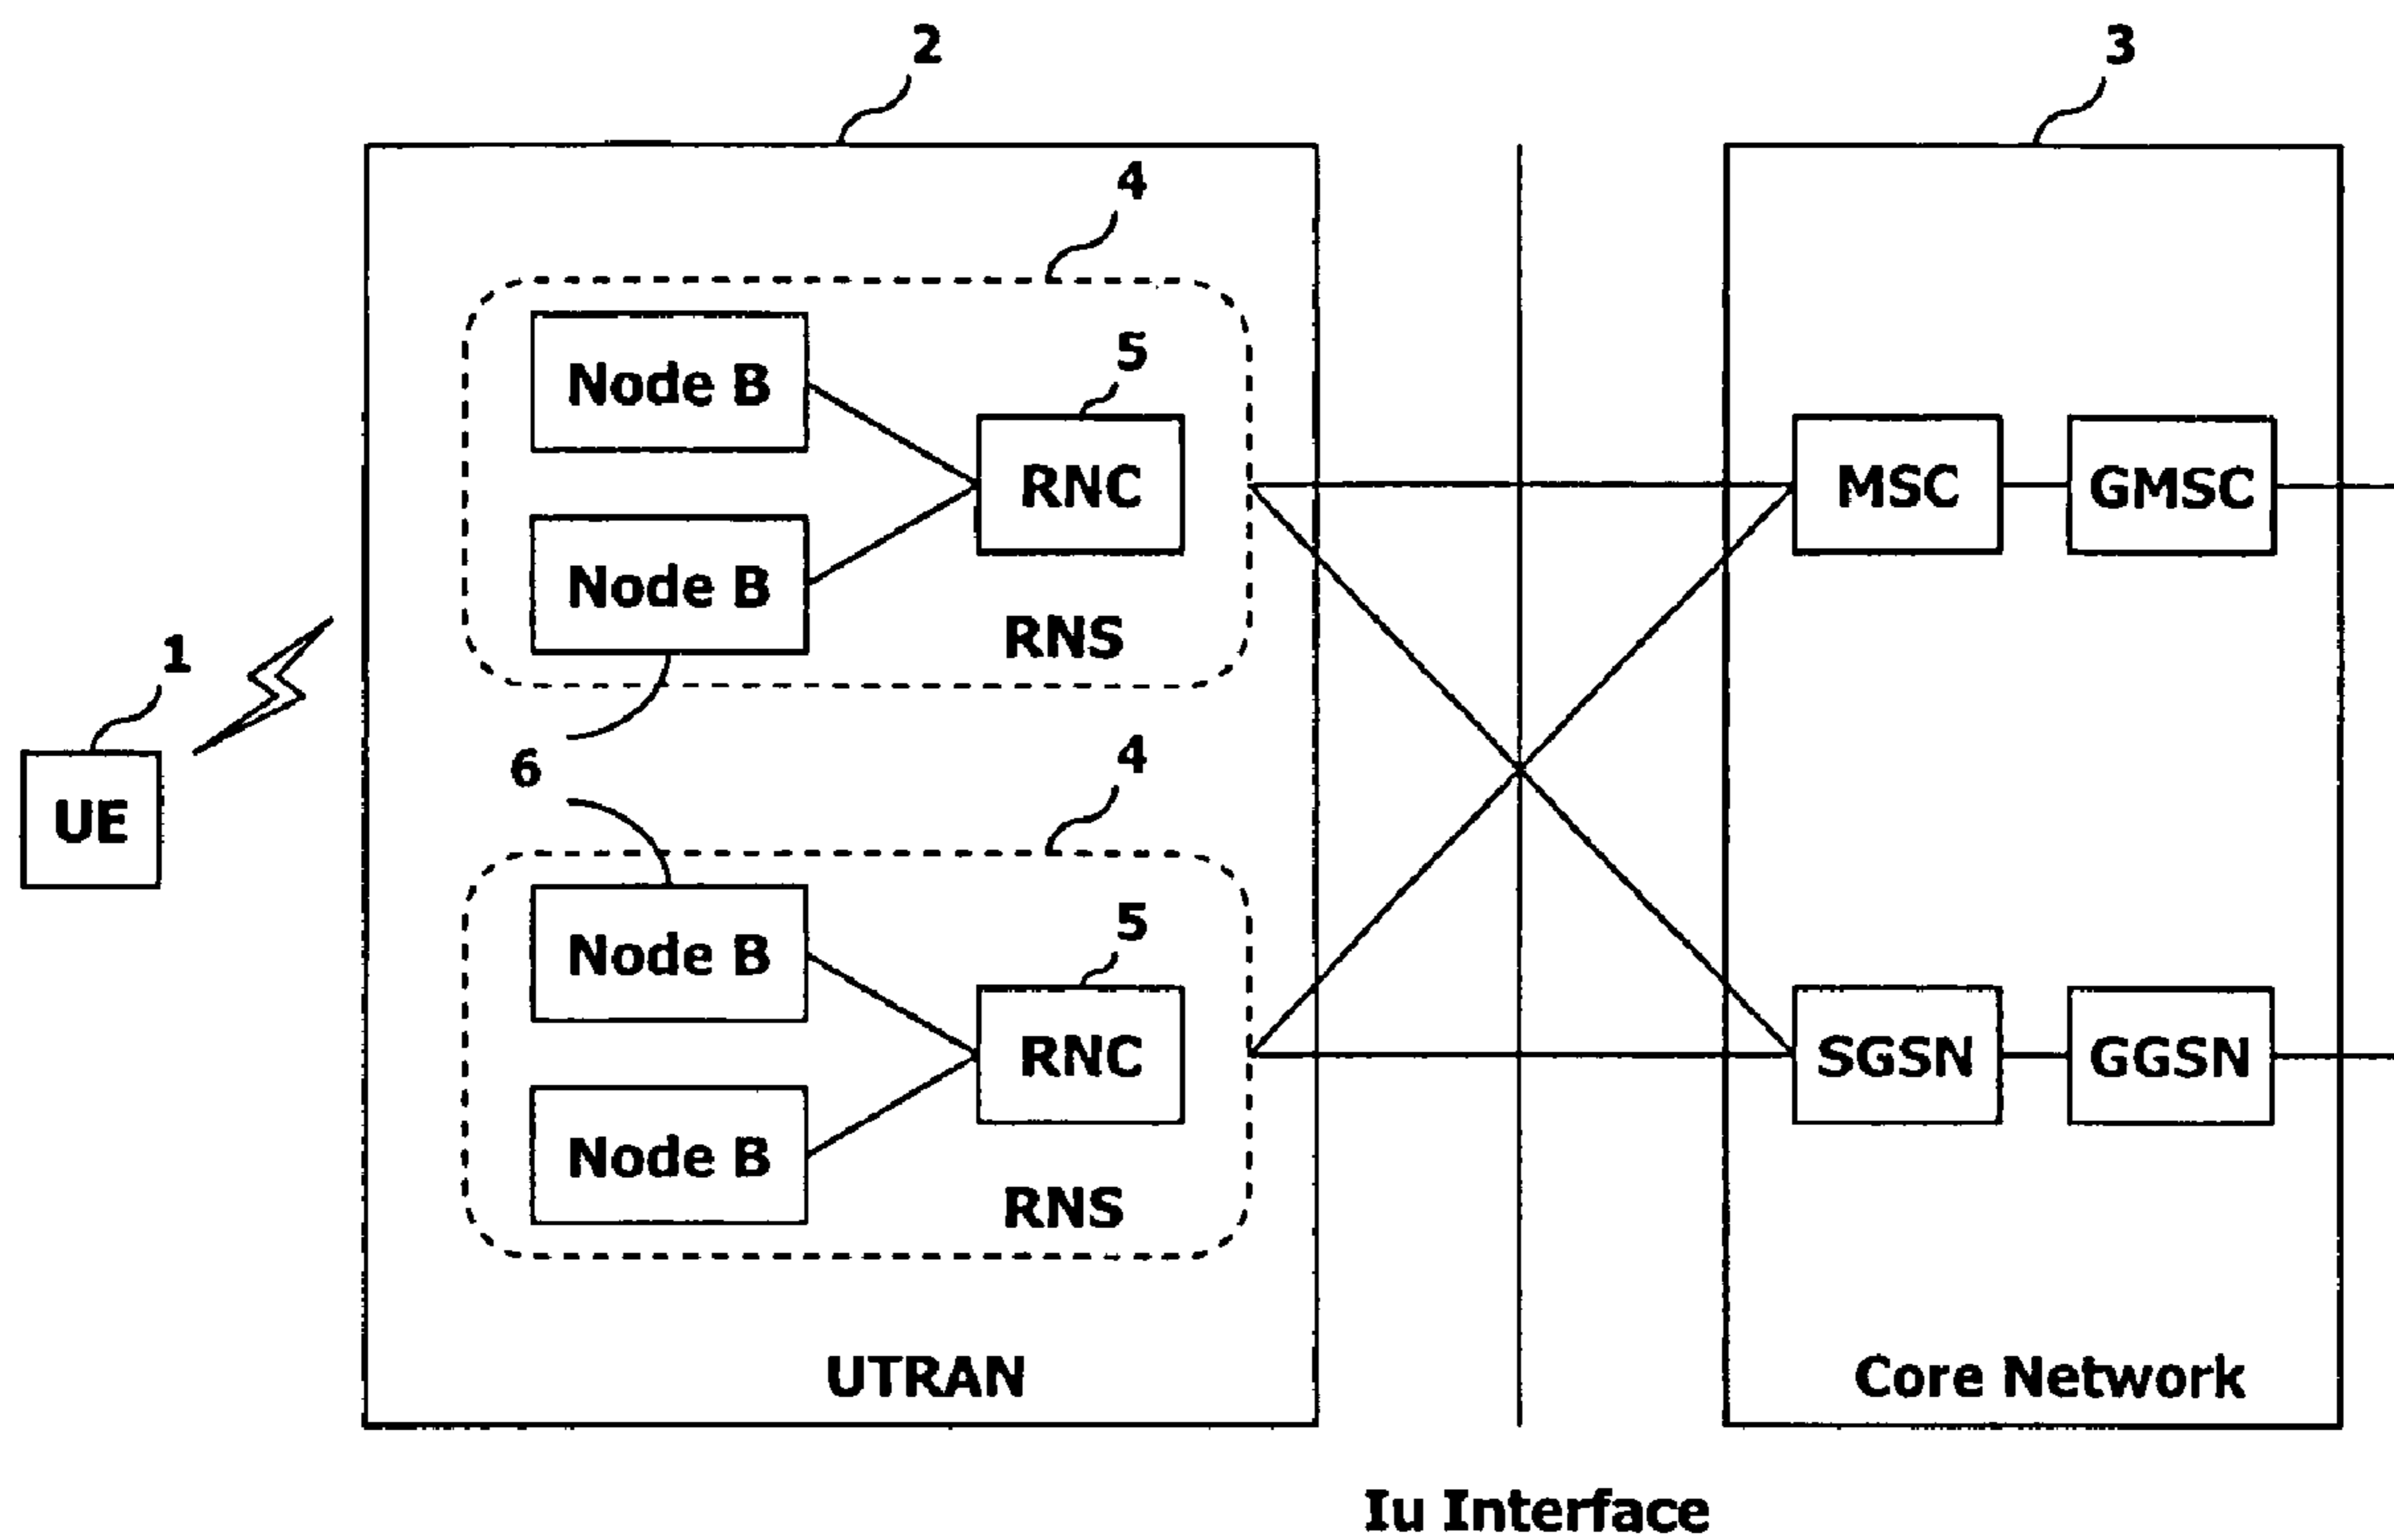 2
3
4
Node B
5
RNC
MSC
GMSC
Node B
RNS
1
UE
6
4
Node B
5
RNC
SGSN
GGSN
Node B
RNS
UTRAN
Core Network
Iu Interface